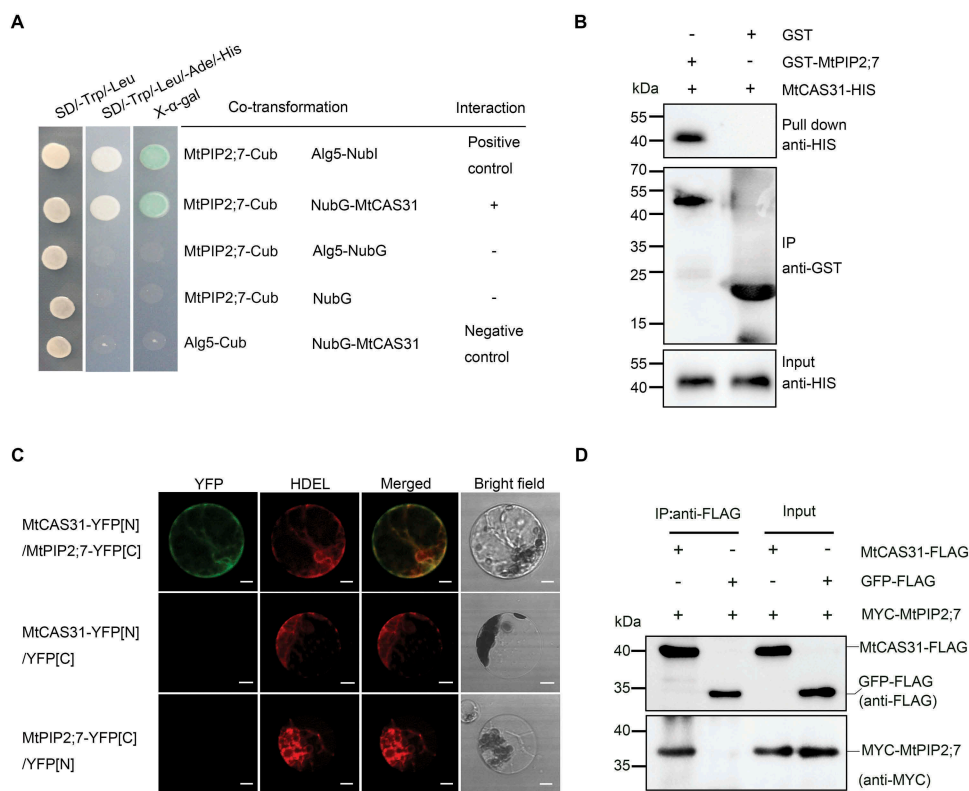 A
SD/-Trp/-Leu
SD/-Trp/-Leu/-Ade/-His
X-α-gal
Co-transformation Interaction
MtPIP2;7-Cub Alg5-NubI Positive
control
MtPIP2;7-Cub NubG-MtCAS31 +
MtPIP2;7-Cub Alg5-NubG -
MtPIP2;7-Cub NubG -
Alg5-Cub NubG-MtCAS31 Negative
control
B
- + GST
+ - GST-MtPIP2;7
kDa + + MtCAS31-HIS
55
40
Pull down
anti-HIS
70
55
40
35
25
15
IP
anti-GST
55
40
Input
anti-HIS
C
YFP HDEL Merged Bright field
MtCAS31-YFP[N]
/MtPIP2;7-YFP[C]
MtCAS31-YFP[N]
/YFP[C]
MtPIP2;7-YFP[C]
/YFP[N]
D
IP:anti-FLAG Input
+ - + - MtCAS31-FLAG
- + - + GFP-FLAG
+ + + + MYC-MtPIP2;7
kDa
40
35
MtCAS31-FLAG
GFP-FLAG
(anti-FLAG)
40
35
MYC-MtPIP2;7
(anti-MYC)